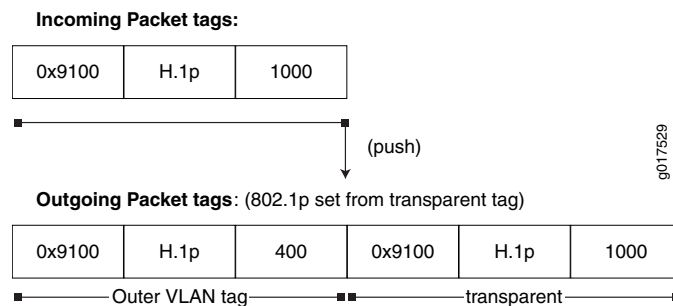 Incoming Packet tags:
0x9100 H.1p 1000
(push)
g017529
Outgoing Packet tags: (802.1p set from transparent tag)
0x9100 H.1p 400 0x9100 H.1p 1000
Outer VLAN tag transparent